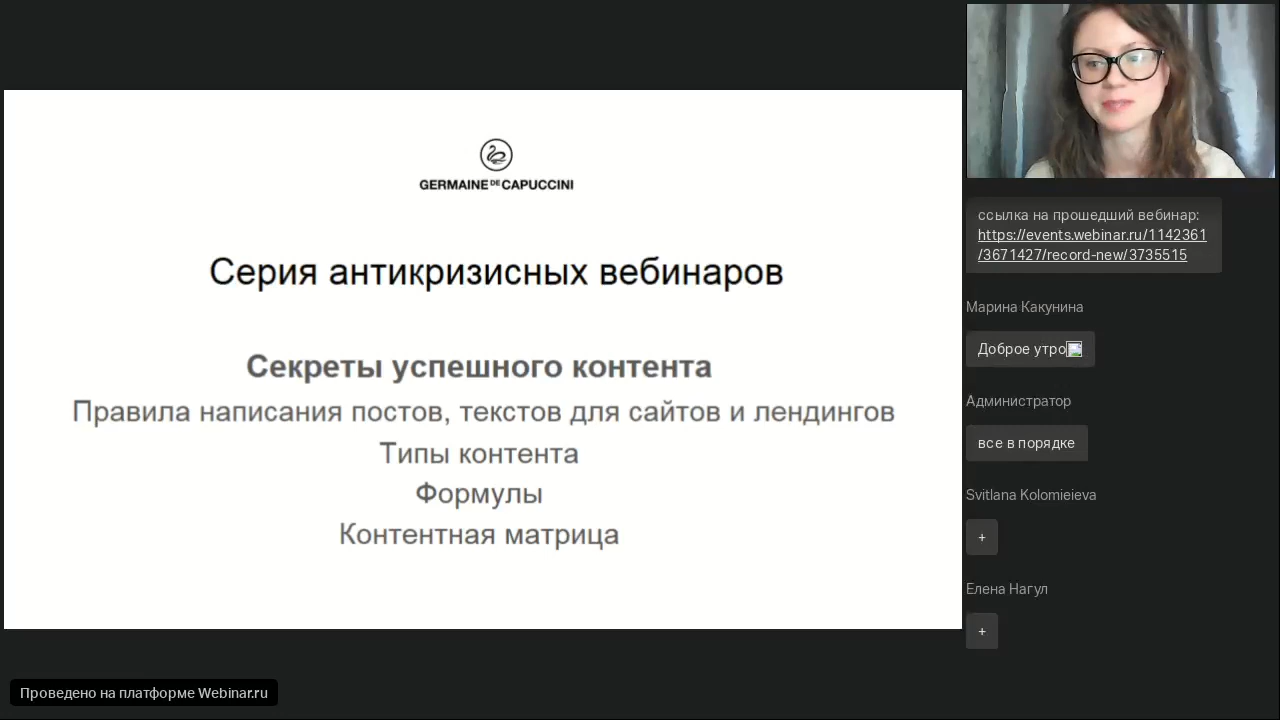 GERMAINE DE CAPUCCINI
Серия антикризисных вебинаров
Секреты успешного контента
Правила написания постов, текстов для сайтов и лендингов
Типы контента
Формулы
Контентная матрица
ссылка на прошедший вебинар:
https://events.webinar.ru/1142361
/3671427/record-new/3735515
Марина Какунина
Доброе утро
Администратор
все в порядке
Svitlana Kolomieieva
+
Елена Нагул
+
Проведено на платформе Webinar.ru